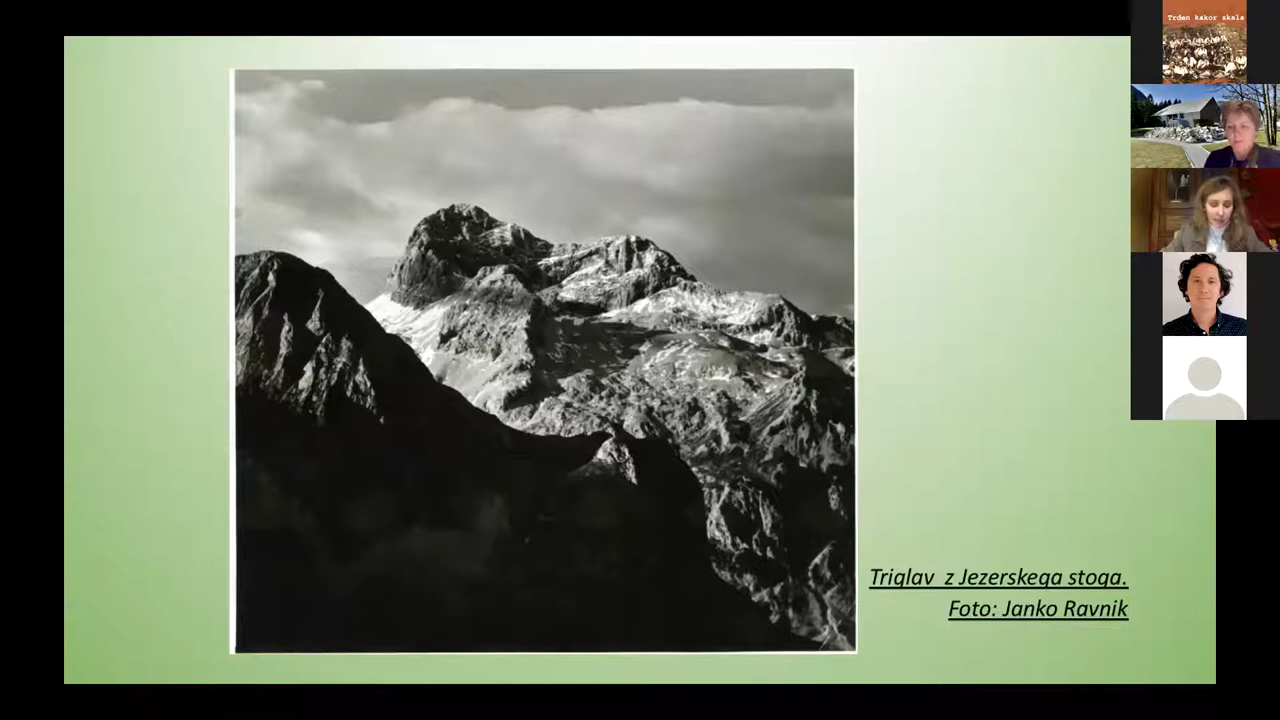 Trden kakor skala
Triglav z Jezerskega stoga.
Foto: Janko Ravnik